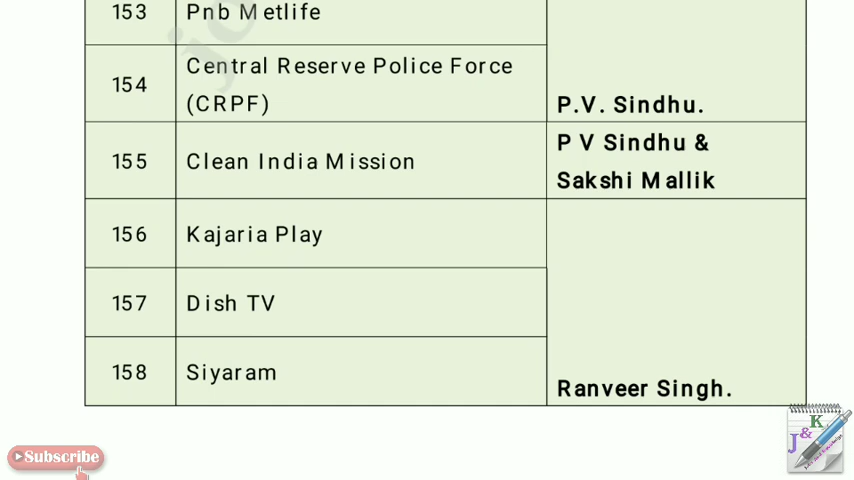 153 Pnb Metlife
154 Central Reserve Police Force
(CRPF)
P.V. Sindhu.
155 Clean India Mission
P V Sindhu &
Sakshi Mallik
156 Kajaria Play
157 Dish TV
158 Siyaram
Ranveer Singh.
Subscribe
J&K